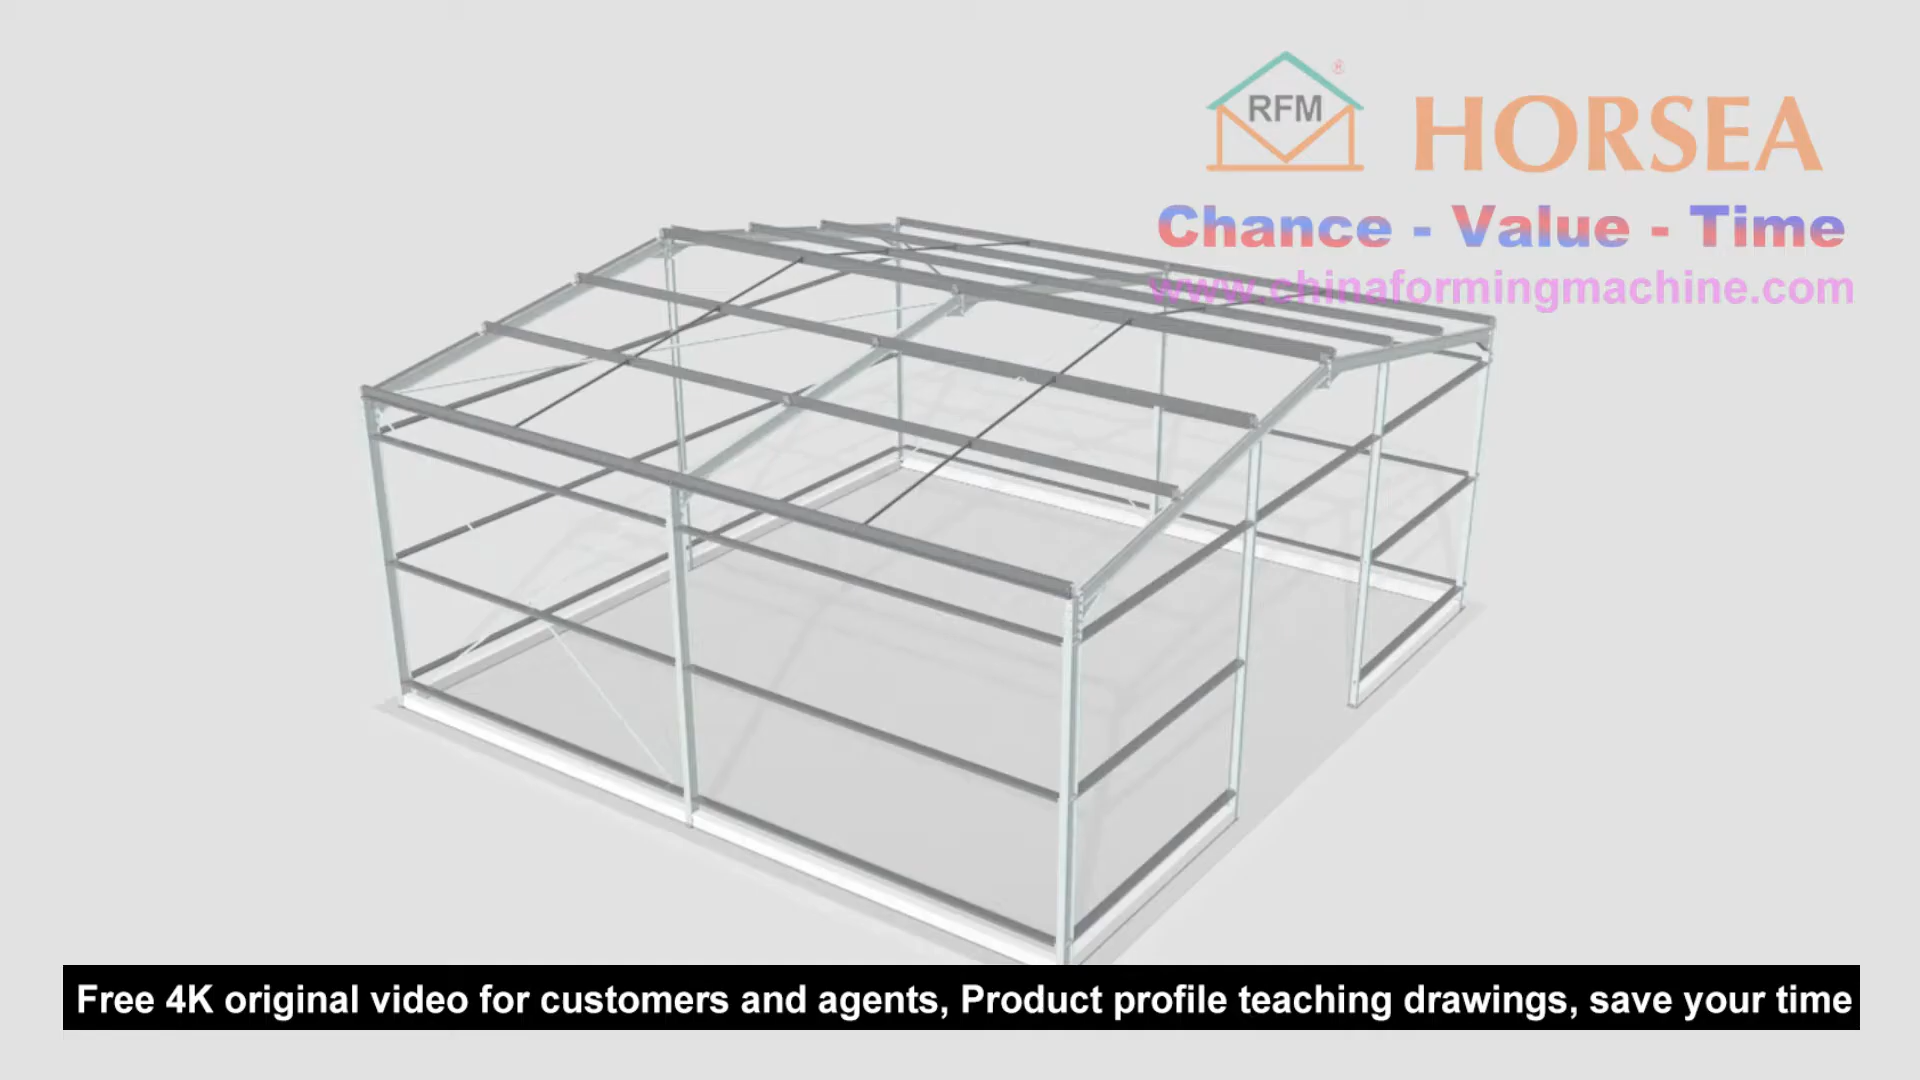 RFM ® HORSEA
Chance - Value - Time
www.chinaformingmachine.com
Free 4K original video for customers and agents, Product profile teaching drawings, save your time